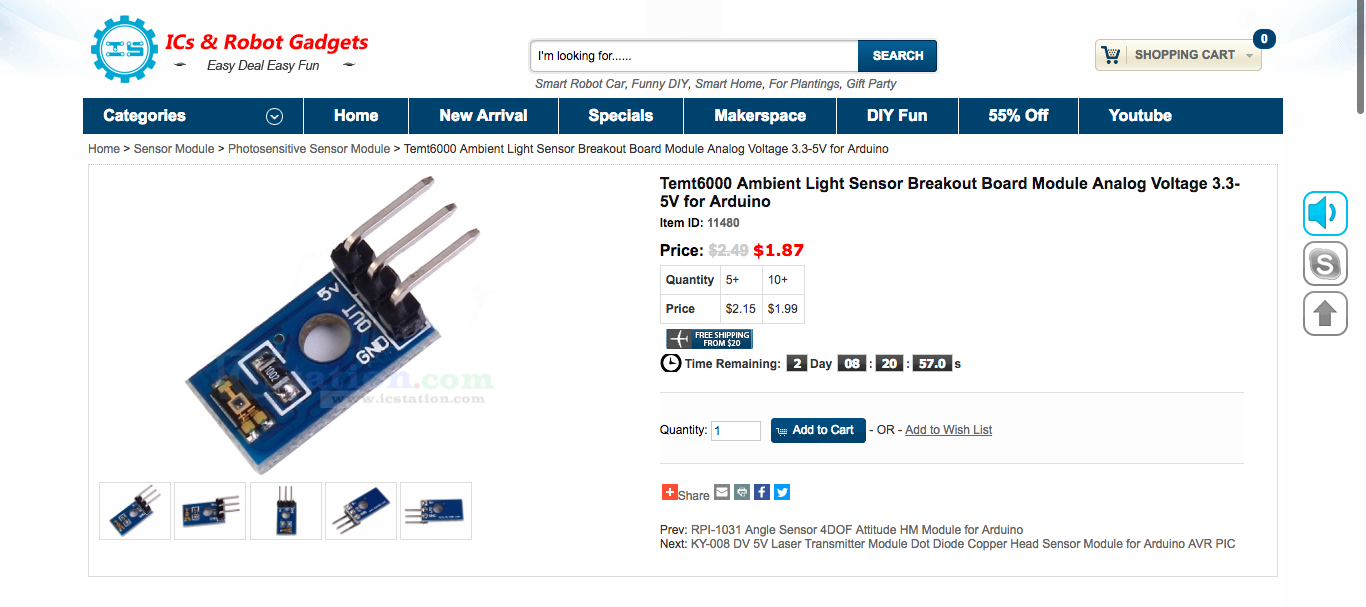 ICs & Robot Gadgets
Easy Deal Easy Fun
I'm looking for......
SEARCH
Smart Robot Car, Funny DIY, Smart Home, For Plantings, Gift Party
SHOPPING CART
0
Categories Home New Arrival Specials Makerspace DIY Fun 55% Off Youtube
Home > Sensor Module > Photosensitive Sensor Module > Temt6000 Ambient Light Sensor Breakout Board Module Analog Voltage 3.3-5V for Arduino
5v
OUT
GND
1002
www.icstation.com
Temt6000 Ambient Light Sensor Breakout Board Module Analog Voltage 3.3-
5V for Arduino
Item ID: 11480
Price: $2.49 $1.87
Quantity 5+ 10+
Price $2.15 $1.99
FREE SHIPPING
FROM $20
Time Remaining: 2 Day 08 : 20 : 57.0 s
Quantity: 1 Add to Cart - OR - Add to Wish List
Share
Prev: RPI-1031 Angle Sensor 4DOF Attitude HM Module for Arduino
Next: KY-008 DV 5V Laser Transmitter Module Dot Diode Copper Head Sensor Module for Arduino AVR PIC